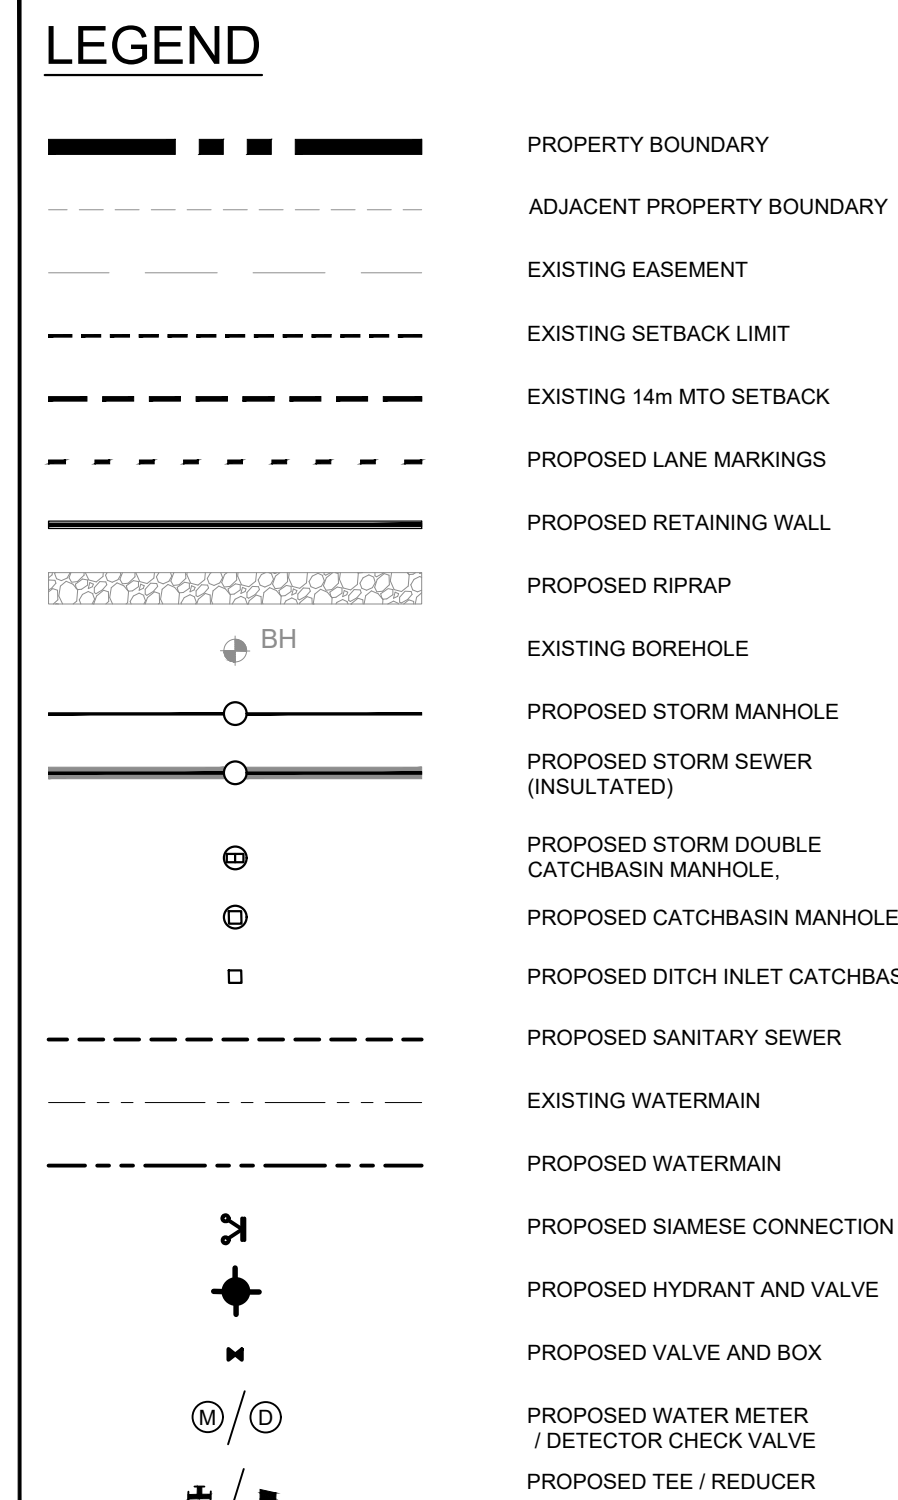 LEGEND
PROPERTY BOUNDARY
ADJACENT PROPERTY BOUNDARY
EXISTING EASEMENT
EXISTING SETBACK LIMIT
EXISTING 14m MTO SETBACK
PROPOSED LANE MARKINGS
PROPOSED RETAINING WALL
PROPOSED RIPRAP
BH EXISTING BOREHOLE
PROPOSED STORM MANHOLE
PROPOSED STORM SEWER
(INSULTATED)
PROPOSED STORM DOUBLE
CATCHBASIN MANHOLE,
PROPOSED CATCHBASIN MANHOLE
PROPOSED DITCH INLET
PROPOSED SANITARY SEWER
EXISTING WATERMAIN
PROPOSED WATERMAIN
PROPOSED SIAMESE CONNECTION
PROPOSED HYDRANT AND VALVE
PROPOSED VALVE AND BOX
M / D PROPOSED WATER METER
/ DETECTOR CHECK VALVE
PROPOSED TEE / REDUCER